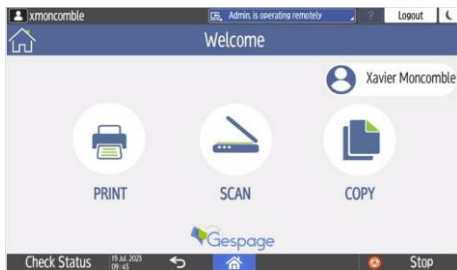 xmoncomble Admin is operating remotely ? Logout
Welcome
Xavier Moncomble
PRINT SCAN COPY
Gespage
Check Status 19 Jul. 2023 Stop
09:45